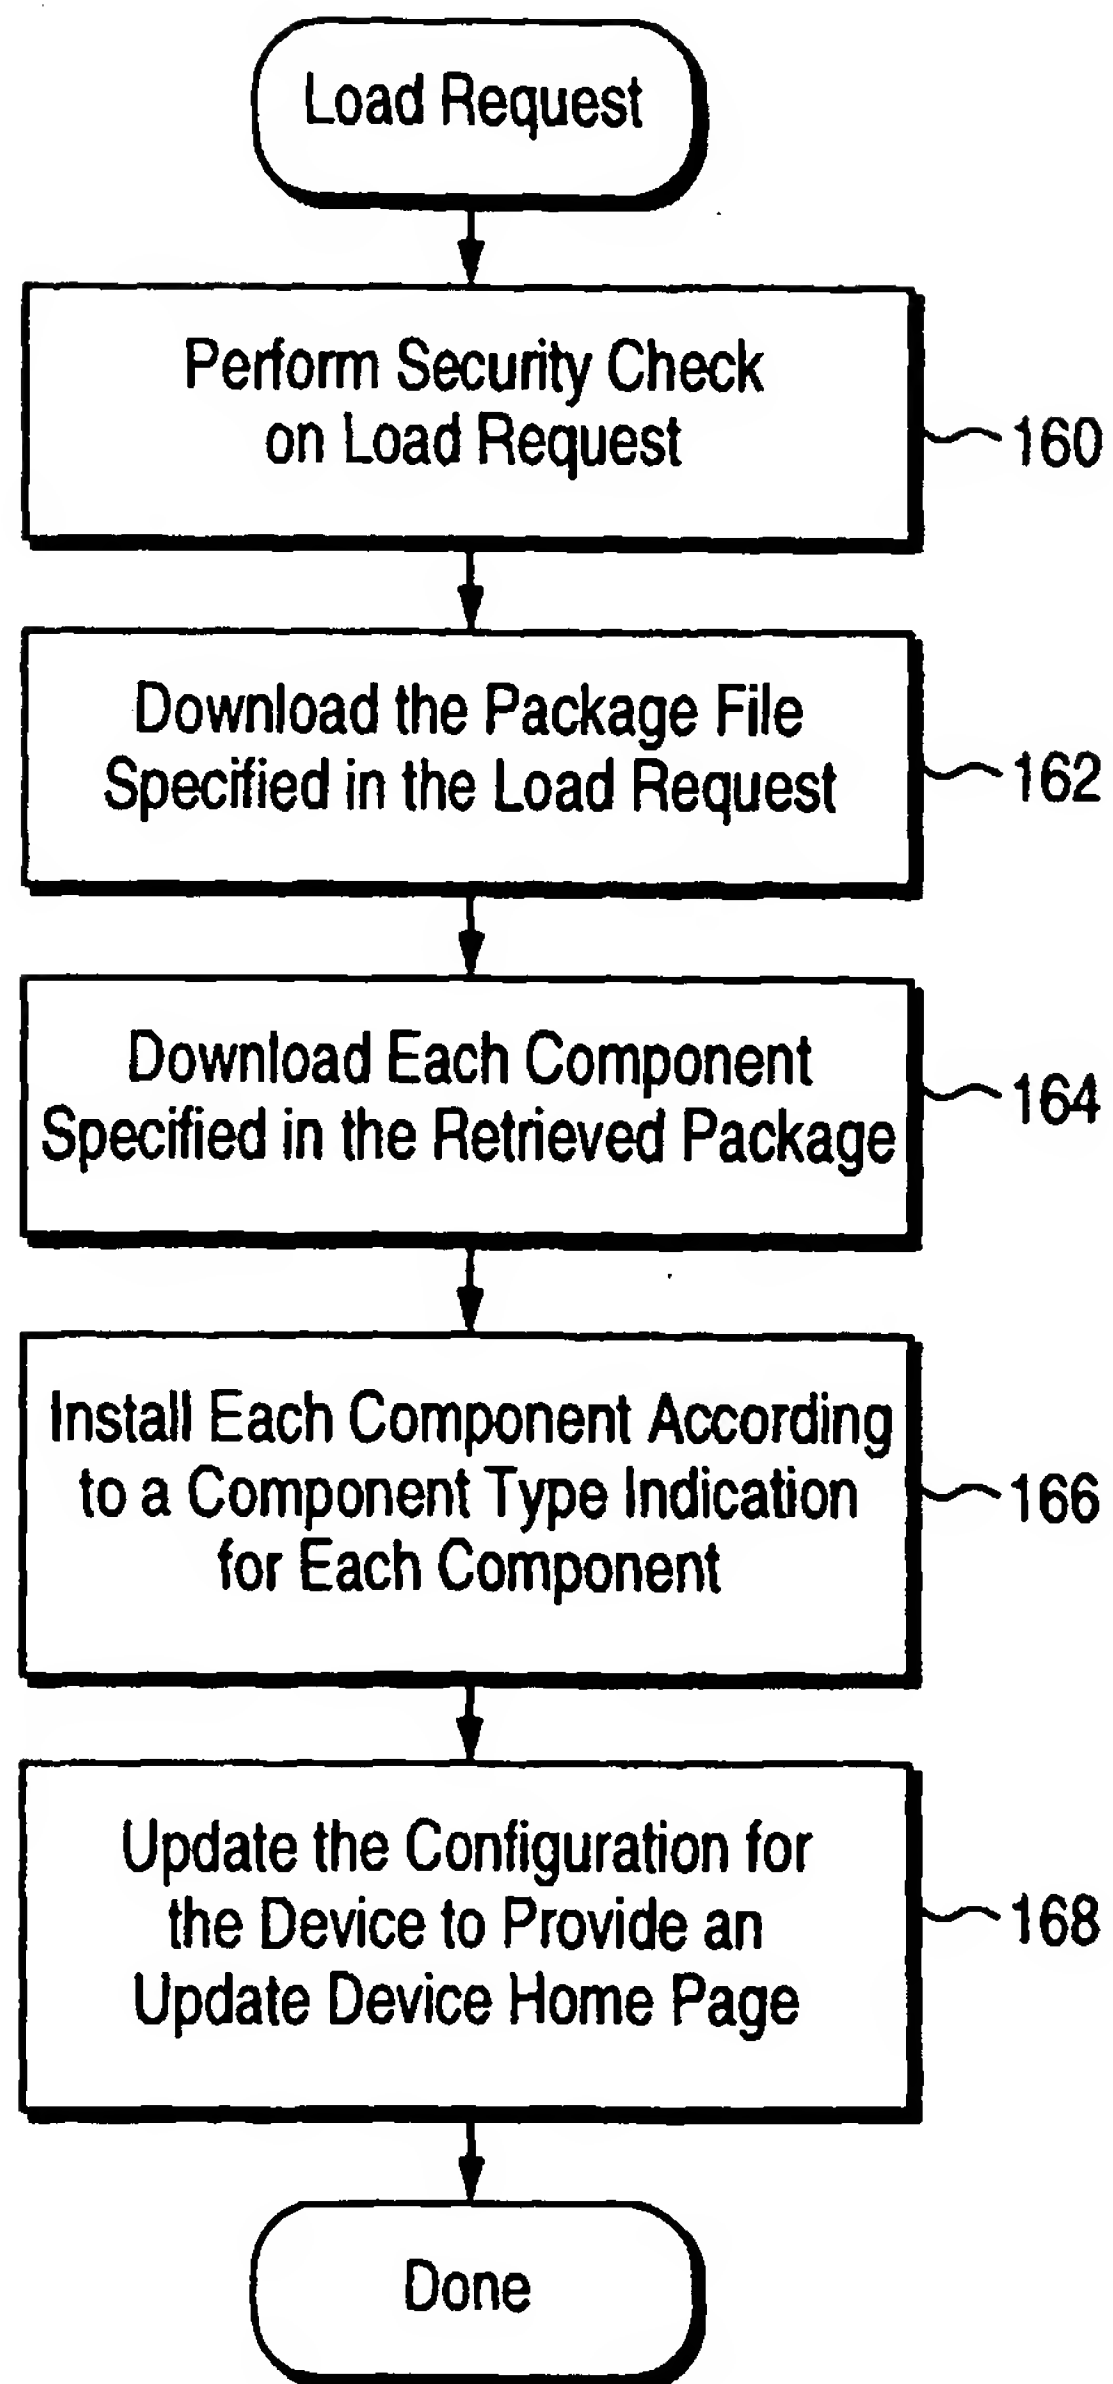 Load Request
Perform Security Check
on Load Request
160
Download the Package File
Specified in the Load Request
162
Download Each Component
Specified in the Retrieved Package
164
Install Each Component According
to a Component Type Indication
for Each Component
166
Update the Configuration for
the Device to Provide an
Update Device Home Page
168
Done